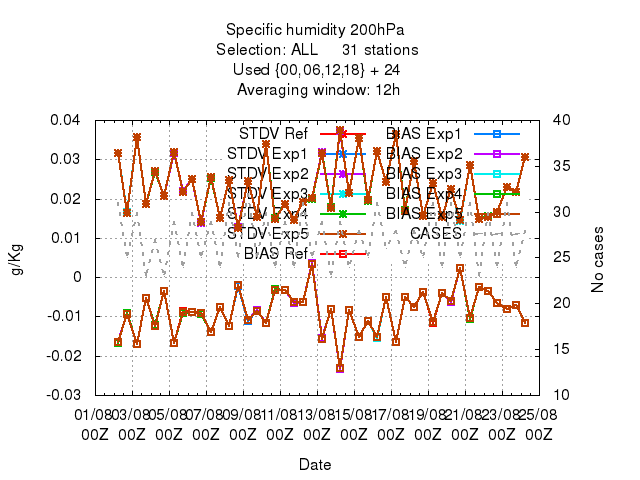 Specific humidity 200hPa
Selection: ALL 31 stations
Used {00,06,12,18} + 24
Averaging window: 12h
0.04
0.03
0.02
0.01
0
-0.01
-0.02
-0.03
g/Kg
40
35
30
25
20
15
10
No cases
STDV Ref
STDV Exp1
STDV Exp2
STDV Exp3
STDV Exp4
STDV Exp5
BIAS Ref
BIAS Exp1
BIAS Exp2
BIAS Exp3
BIAS Exp4
BIAS Exp5
CASES
01/08 03/08 05/08 07/08 09/08 11/08 13/08 15/08 17/08 19/08 21/08 23/08 25/08
00Z 00Z 00Z 00Z 00Z 00Z 00Z 00Z 00Z 00Z 00Z 00Z 00Z
Date